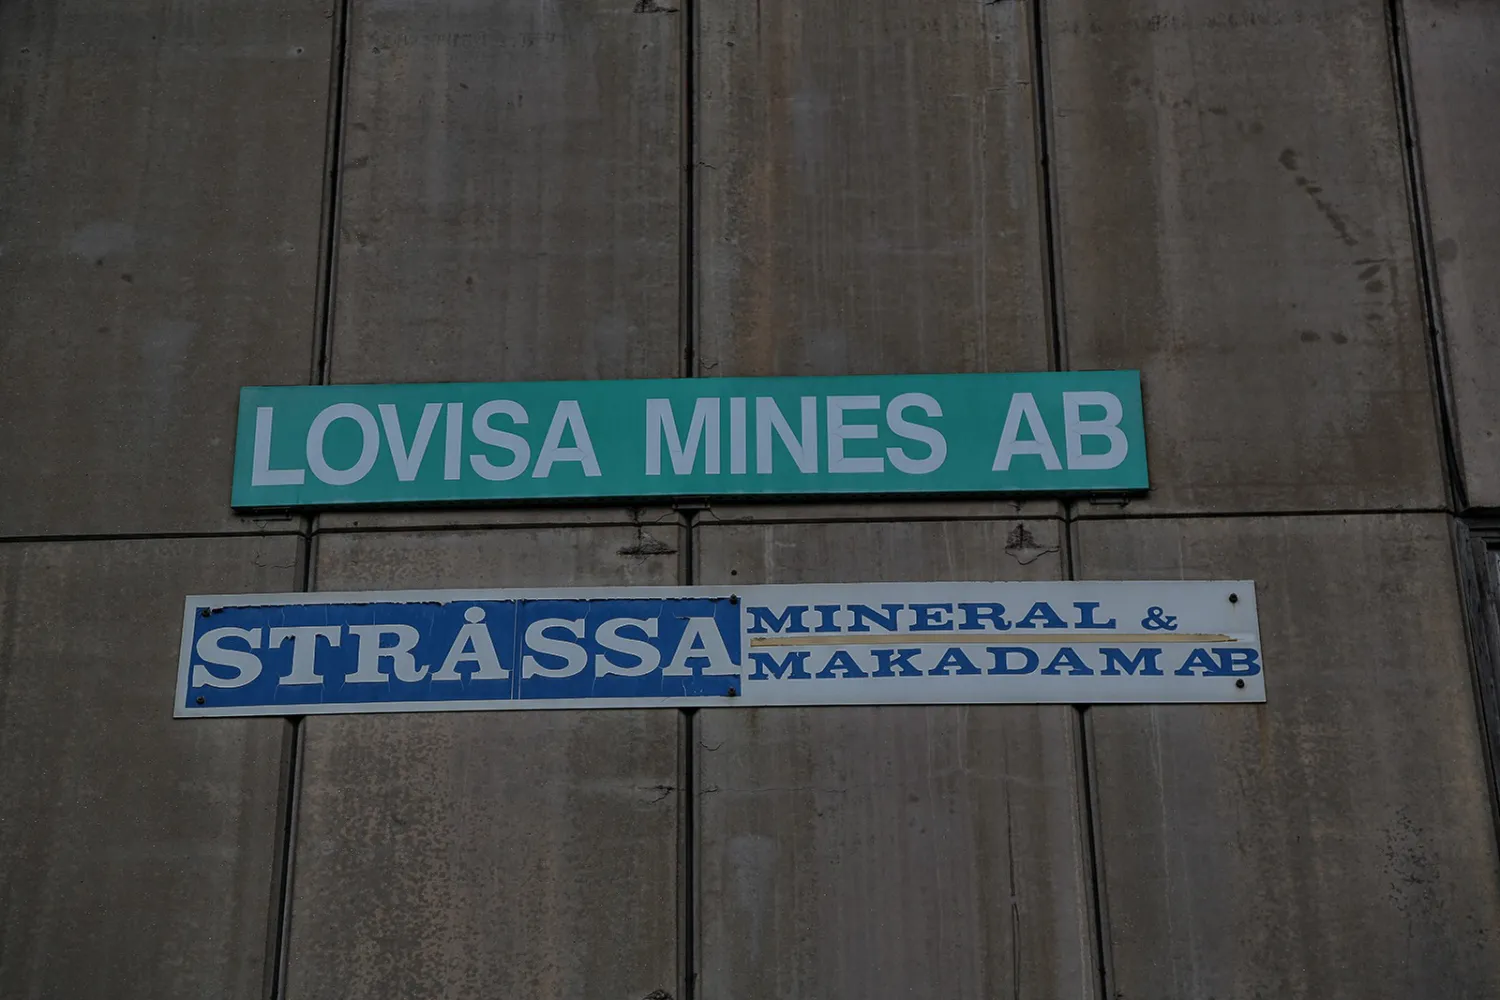 LOVISA MINES AB
STRÅSSA MINERAL &
MAKADAM AB